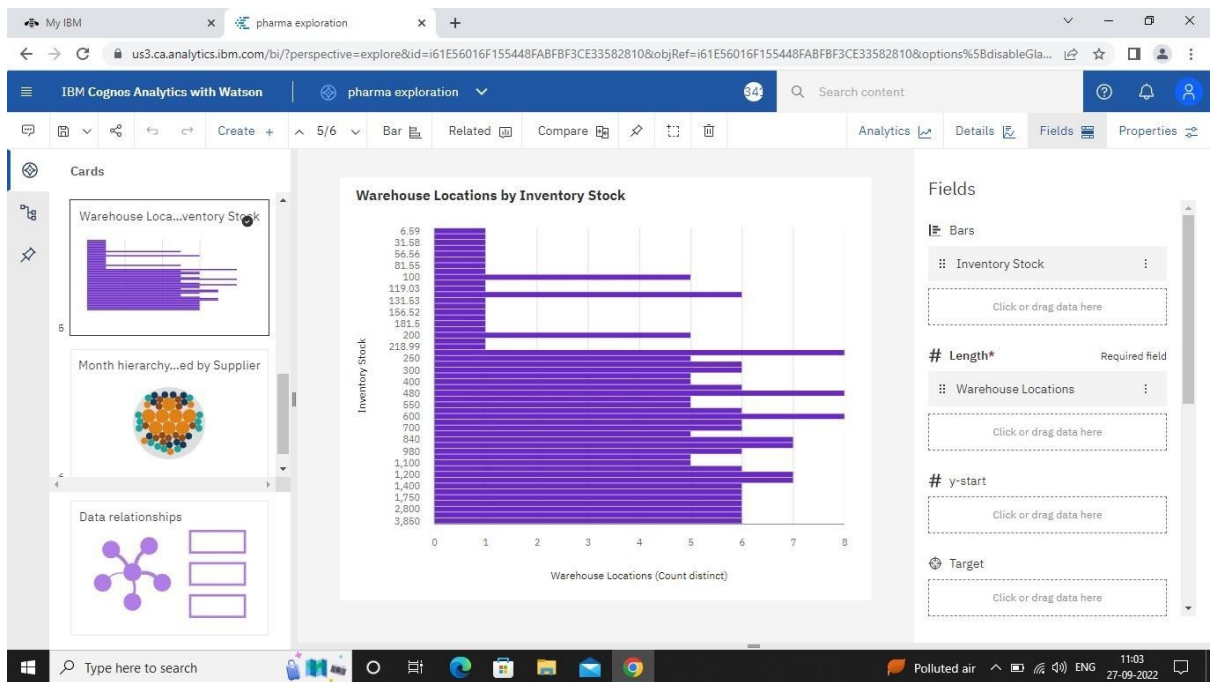 My IBM
pharma exploration
us3.ca.analytics.ibm.com/bi/?perspective=explore&id=i61E56016F155448FABFBF3CE33582810&objRef=i61E56016F155448FABFBF3CE33582810&options%5BdisableGla...
IBM Cognos Analytics with Watson
pharma exploration
Search content
Create +
5/6
Bar
Related
Compare
Analytics
Details
Fields
Properties
Cards
Warehouse Loca...ventory Stock
5
Month hierarchy...ed by Supplier
Data relationships
Warehouse Locations by Inventory Stock
Inventory Stock
6.59
31.58
56.56
81.55
100
119.03
131.53
156.52
181.5
200
218.99
250
300
400
480
550
600
700
840
980
1,100
1,200
1,400
1,750
2,800
3,850
0 1 2 3 4 5 6 7 8
Warehouse Locations (Count distinct)
Fields
Bars
Inventory Stock
Click or drag data here
# Length* Required field
Warehouse Locations
Click or drag data here
# y-start
Click or drag data here
Target
Click or drag data here
Type here to search
Polluted air
ENG
11:03
27-09-2022